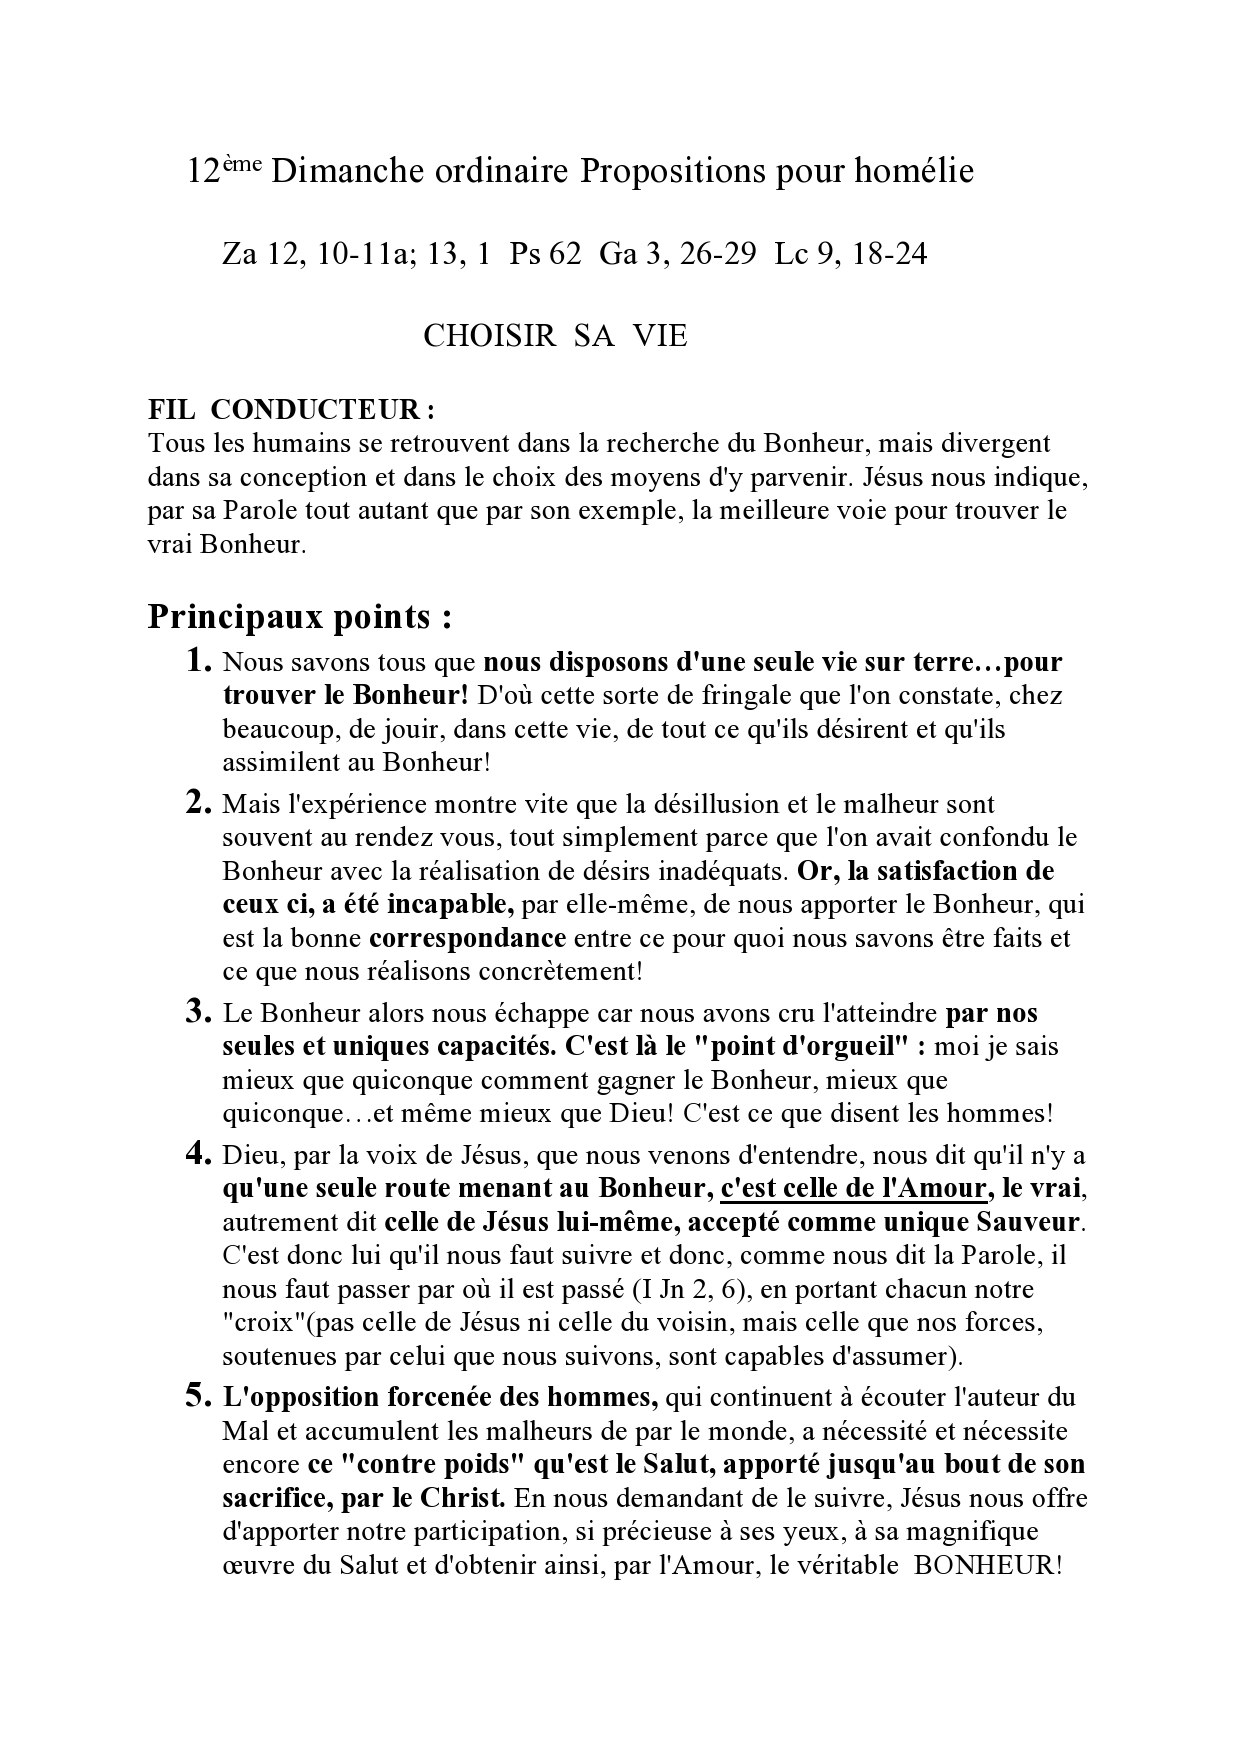 12ème Dimanche ordinaire Propositions pour homélie
Za 12, 10-11a; 13, 1 Ps 62 Ga 3, 26-29 Lc 9, 18-24
CHOISIR SA VIE
FIL CONDUCTEUR :
Tous les humains se retrouvent dans la recherche du Bonheur, mais divergent
dans sa conception et dans le choix des moyens d'y parvenir. Jésus nous indique,
par sa Parole tout autant que par son exemple, la meilleure voie pour trouver le
vrai Bonheur.
Principaux points :
1. Nous savons tous que nous disposons d'une seule vie sur terre…pour
trouver le Bonheur! D'où cette sorte de fringale que l'on constate, chez
beaucoup, de jouir, dans cette vie, de tout ce qu'ils désirent et qu'ils
assimilent au Bonheur!
2. Mais l'expérience montre vite que la désillusion et le malheur sont
souvent au rendez vous, tout simplement parce que l'on avait confondu le
Bonheur avec la réalisation de désirs inadéquats. Or, la satisfaction de
ceux ci, a été incapable, par elle-même, de nous apporter le Bonheur, qui
est la bonne correspondance entre ce pour quoi nous savons être faits et
ce que nous réalisons concrètement!
3. Le Bonheur alors nous échappe car nous avons cru l'atteindre par nos
seules et uniques capacités. C'est là le "point d'orgueil" : moi je sais
mieux que quiconque comment gagner le Bonheur, mieux que
quiconque…et même mieux que Dieu! C'est ce que disent les hommes!
4. Dieu, par la voix de Jésus, que nous venons d'entendre, nous dit qu'il n'y a
qu'une seule route menant au Bonheur, c'est celle de l'Amour, le vrai,
autrement dit celle de Jésus lui-même, accepté comme unique Sauveur.
C'est donc lui qu'il nous faut suivre et donc, comme nous dit la Parole, il
nous faut passer par où il est passé (I Jn 2, 6), en portant chacun notre
"croix"(pas celle de Jésus ni celle du voisin, mais celle que nos forces,
soutenues par celui que nous suivons, sont capables d'assumer).
5. L'opposition forcenée des hommes, qui continuent à écouter l'auteur du
Mal et accumulent les malheurs de par le monde, a nécessité et nécessite
encore ce "contre poids" qu'est le Salut, apporté jusqu'au bout de son
sacrifice, par le Christ. En nous demandant de le suivre, Jésus nous offre
d'apporter notre participation, si précieuse à ses yeux, à sa magnifique
œuvre du Salut et d'obtenir ainsi, par l'Amour, le véritable BONHEUR!